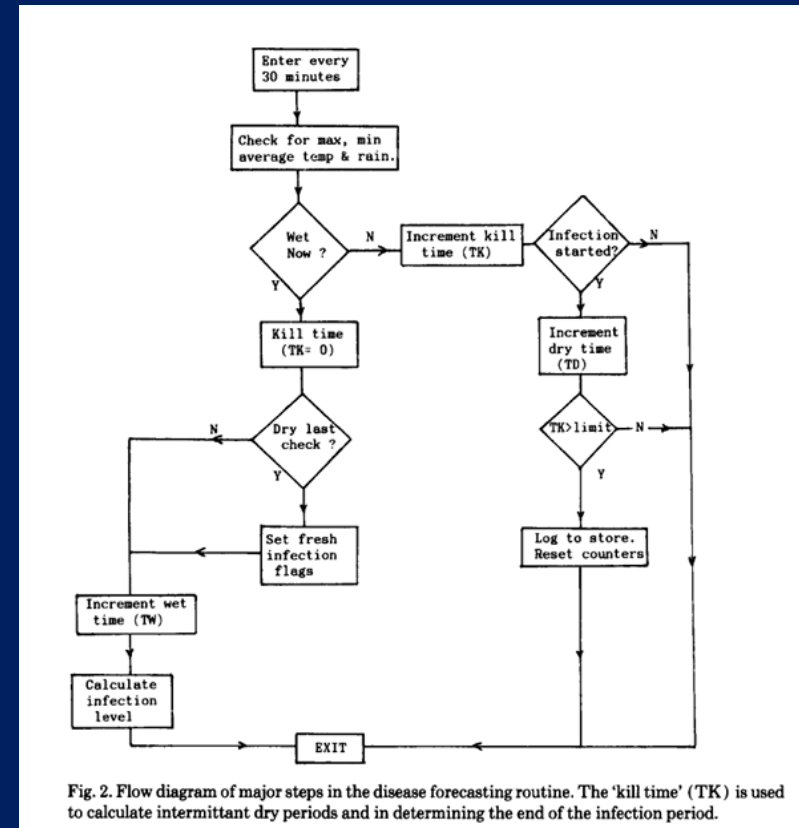 Enter every
30 minutes
Check for max, min
average temp & rain.
Wet
Now ?
N
Increment kill
time (TK)
Infection
started?
N
Y
Y
Kill time
(TK= 0)
Increment
dry time
(TD)
N
Dry last
check ?
TK>limit
N
Y
Y
Set fresh
infection
flags
Log to store.
Reset counters
Increment wet
time (TW)
Calculate
infection
level
EXIT
Fig. 2. Flow diagram of major steps in the disease forecasting routine. The 'kill time' (TK) is used
to calculate intermittant dry periods and in determining the end of the infection period.